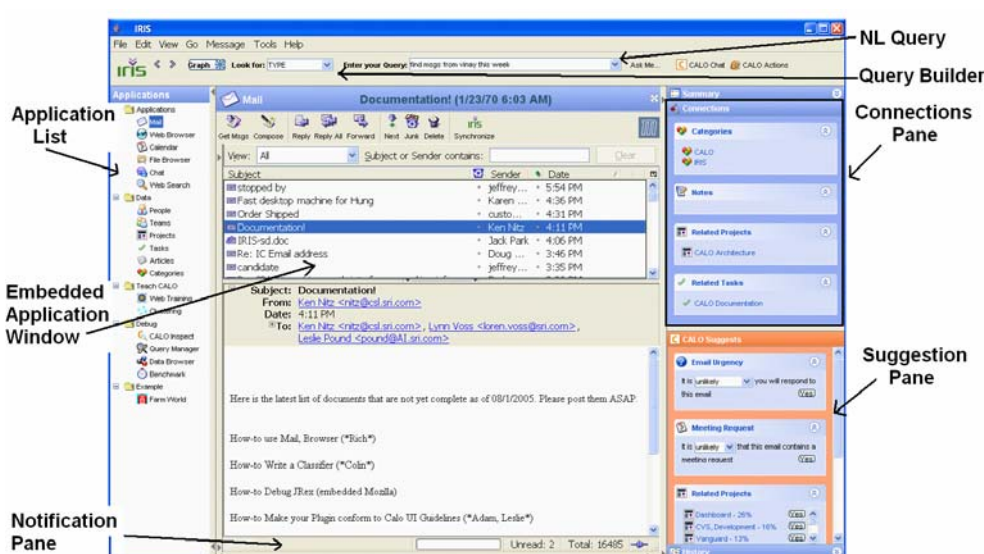 IRIS
File Edit View Go Message Tools Help
iris Graph Look for: TYPE Enter your Query: find msgs from vinay this week Ask Me... CALO Chat CALO Actions
NL Query
Query Builder
Connections
Pane
Suggestion
Pane
Application
List
Embedded
Application
Window
Notification
Pane
Applications
Applications
Mail
Web Browser
Calendar
File Browser
Chat
Web Search
Data
People
Teams
Projects
Tasks
Articles
Categories
Teach CALO
Web Training
Clustering
Debug
CALO Inspect
Query Manager
Data Browser
Benchmark
Example
Farm World
Mail Documentation! (1/23/70 6:03 AM)
Get Msgs Compose Reply Reply All Forward Next Junk Delete Synchronize
iris
View: All Subject or Sender contains: Clear
Subject Sender Date
stopped by jeffrey... 5:54 PM
Fast desktop machine for Hung Karen ... 4:36 PM
Order Shipped custo... 4:31 PM
Documentation! Ken Nitz 4:11 PM
IRIS-sd.doc Jack Park 4:06 PM
Re: IC Email address Doug ... 3:46 PM
candidate jeffrey... 3:35 PM
Subject: Documentation!
From: Ken Nitz <nitz@csl.sri.com>
Date: 4:11 PM
To: Ken Nitz <nitz@csl.sri.com>, Lynn Voss <loren.voss@sri.com>,
Leslie Pound <pound@AI.sri.com>
Here is the latest list of documents that are not yet complete as of 08/1/2005. Please post them ASAP.
How-to use Mail, Browser (*Rich*)
How-to Write a Classifier (*Colin*)
How-to Debug JRex (embedded Mozilla)
How-to Make your Plugin conform to Calo UI Guidelines (*Adam, Leslie*)
Unread: 2 Total: 16485
Summary
Connections
Categories
CALO
IRIS
Notes
Related Projects
CALO Architecture
Related Tasks
CALO Documentation
CALO Suggests
Email Urgency
It is unlikely you will respond to
this email Yes
Meeting Request
It is unlikely that this email contains a
meeting request Yes
Related Projects
Dashboard - 26% Yes
CVS_Development - 16% Yes
Vanguard - 13% Yes
History